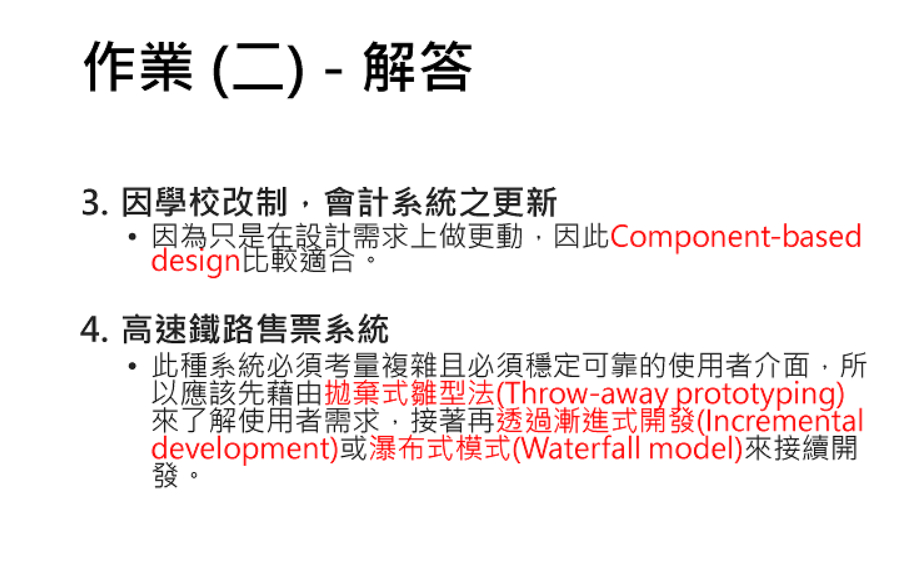 作業 (二) - 解答
3. 因學校改制，會計系統之更新
• 因為只是在設計需求上做更動，因此Component-based
design比較適合。
4. 高速鐵路售票系統
• 此種系統必須考量複雜且必須穩定可靠的使用者介面，所
以應該先藉由拋棄式雛型法(Throw-away prototyping)
來了解使用者需求，接著再透過漸進式開發(Incremental
development)或瀑布式模式(Waterfall model)來接續開
發。